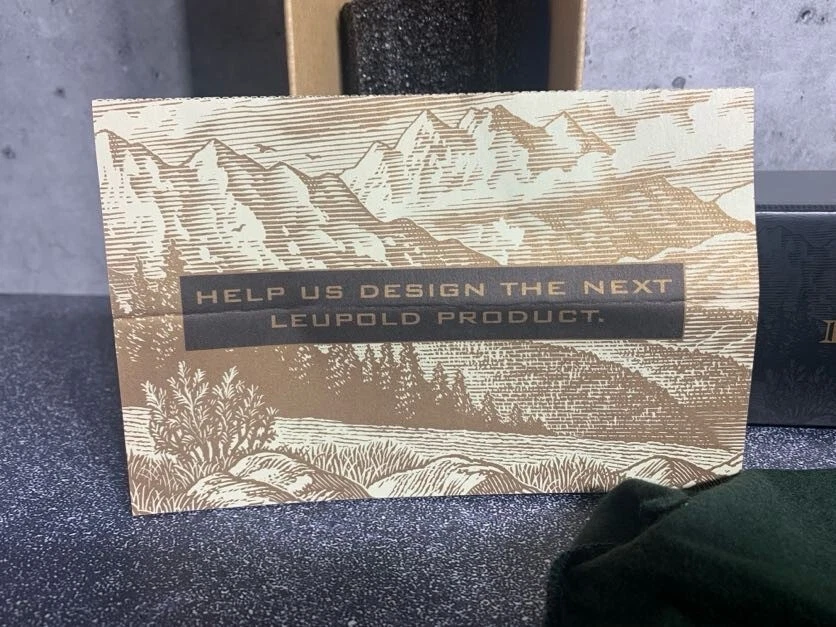 HELP US DESIGN THE NEXT
LEUPOLD PRODUCT.